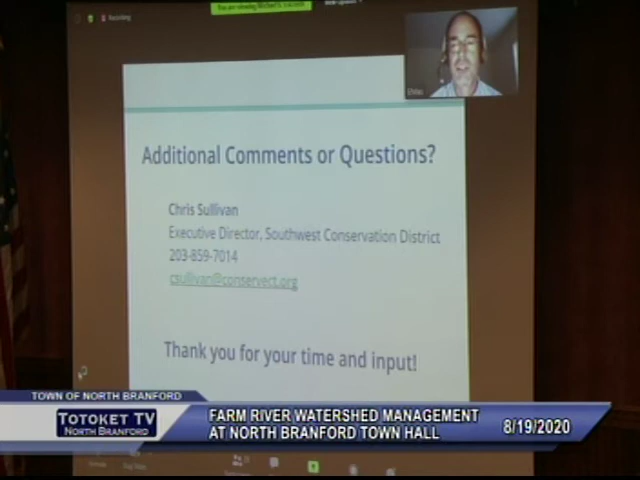 Recording
Additional Comments or Questions?
Chris Sullivan
Executive Director, Southwest Conservation District
203-859-7014
csullivan@conservect.org
Thank you for your time and input!
TOWN OF NORTH BRANFORD
TOTOKET TV
NORTH BRANFORD
FARM RIVER WATERSHED MANAGEMENT
AT NORTH BRANFORD TOWN HALL
8/19/2020